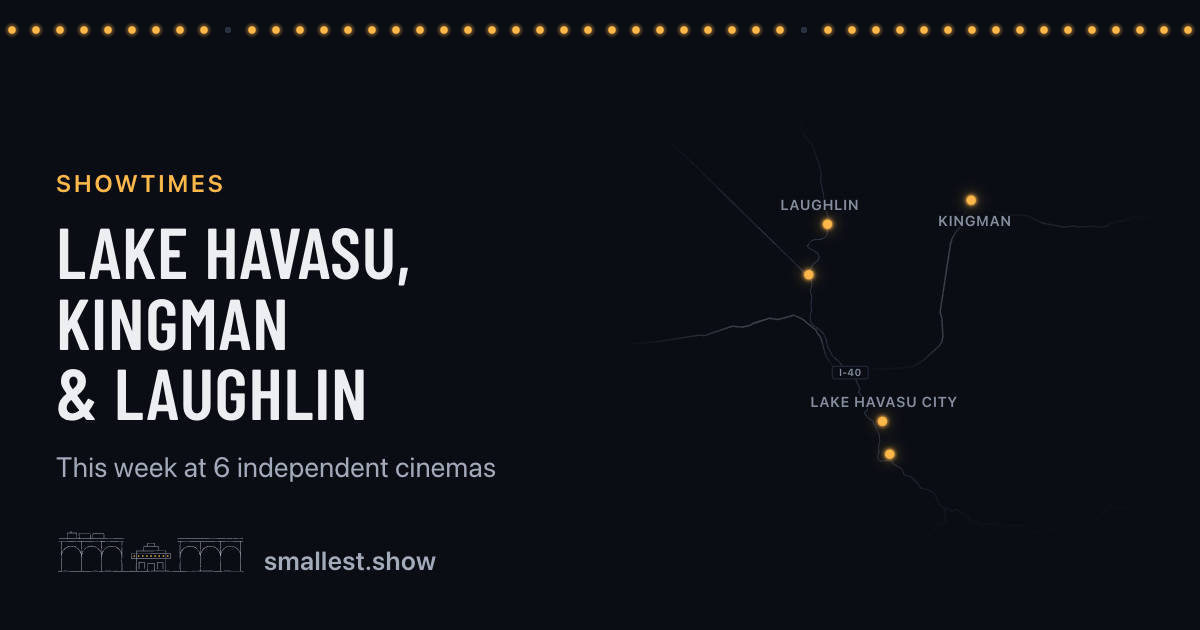 SHOWTIMES
LAKE HAVASU,
KINGMAN
& LAUGHLIN
This week at 6 independent cinemas
smallest.show
LAUGHLIN
KINGMAN
I-40
LAKE HAVASU CITY